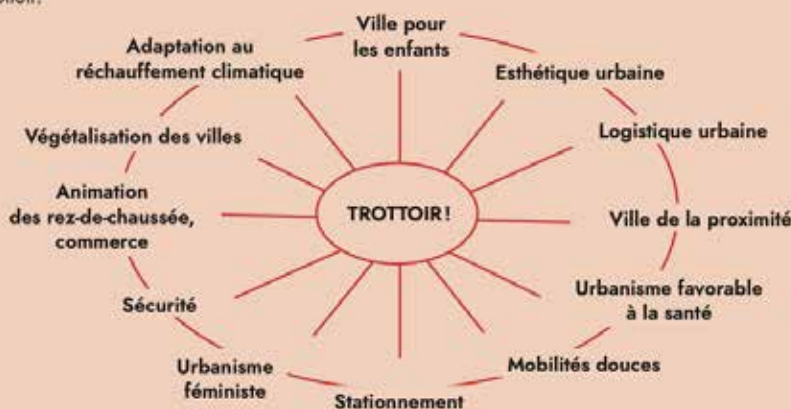 Ville pour
les enfants
Esthétique urbaine
Logistique urbaine
Ville de la proximité
Urbanisme favorable
à la santé
Mobilités douces
Stationnement
Urbanisme
féministe
Sécurité
Animation
des rez-de-chaussée,
commerce
Végétalisation des villes
Adaptation au
réchauffement climatique
TROTTOIR !